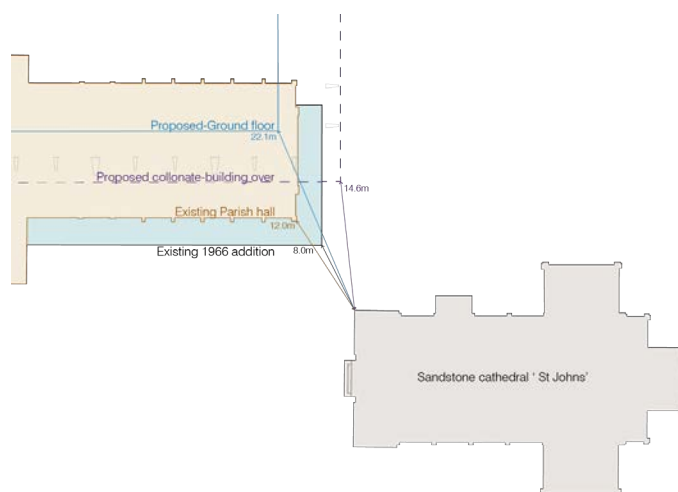 Proposed-Ground floor
22.1m
Proposed collonate-building over
14.6m
Existing Parish hall
12.0m
Existing 1966 addition
8.0m
Sandstone cathedral ' St Johns'